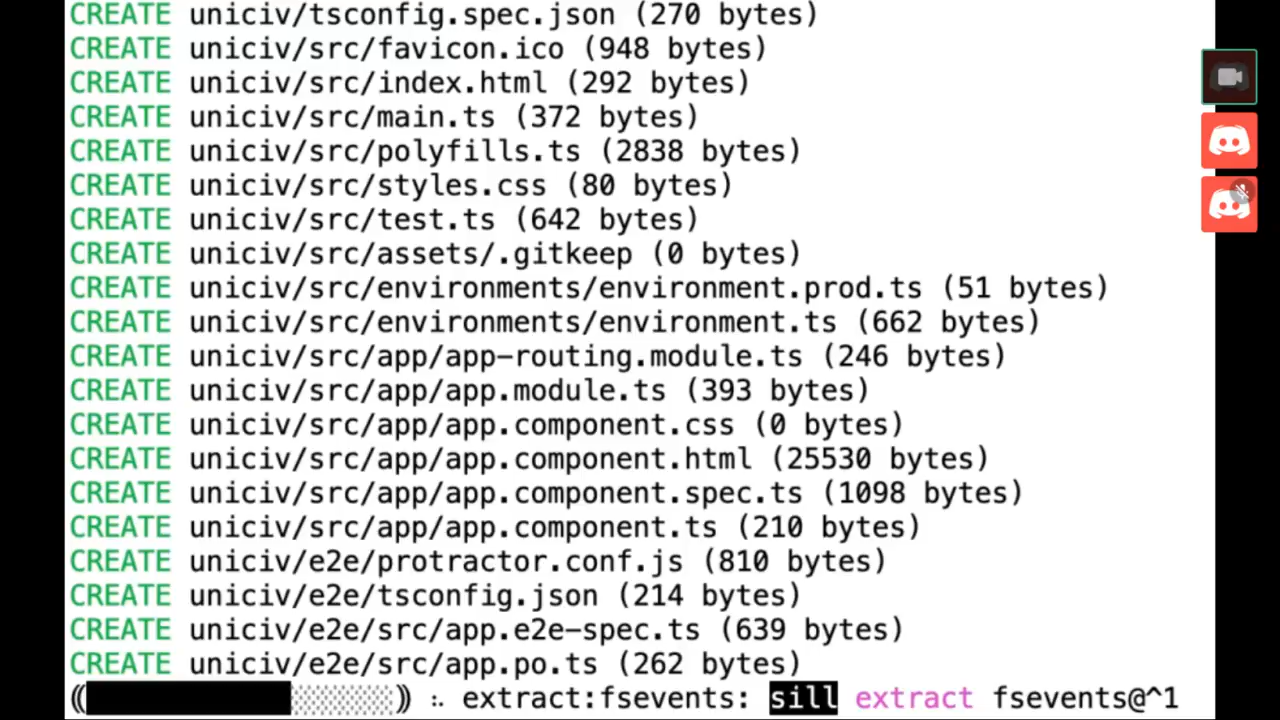 CREATE uniciv/tsconfig.spec.json (270 bytes)
CREATE uniciv/src/favicon.ico (948 bytes)
CREATE uniciv/src/index.html (292 bytes)
CREATE uniciv/src/main.ts (372 bytes)
CREATE uniciv/src/polyfills.ts (2838 bytes)
CREATE uniciv/src/styles.css (80 bytes)
CREATE uniciv/src/test.ts (642 bytes)
CREATE uniciv/src/assets/.gitkeep (0 bytes)
CREATE uniciv/src/environments/environment.prod.ts (51 bytes)
CREATE uniciv/src/environments/environment.ts (662 bytes)
CREATE uniciv/src/app/app-routing.module.ts (246 bytes)
CREATE uniciv/src/app/app.module.ts (393 bytes)
CREATE uniciv/src/app/app.component.css (0 bytes)
CREATE uniciv/src/app/app.component.html (25530 bytes)
CREATE uniciv/src/app/app.component.spec.ts (1098 bytes)
CREATE uniciv/src/app/app.component.ts (210 bytes)
CREATE uniciv/e2e/protractor.conf.js (810 bytes)
CREATE uniciv/e2e/tsconfig.json (214 bytes)
CREATE uniciv/e2e/src/app.e2e-spec.ts (639 bytes)
CREATE uniciv/e2e/src/app.po.ts (262 bytes)
(██████░░░) ⠦ extract:fsevents: sill extract fsevents@^1